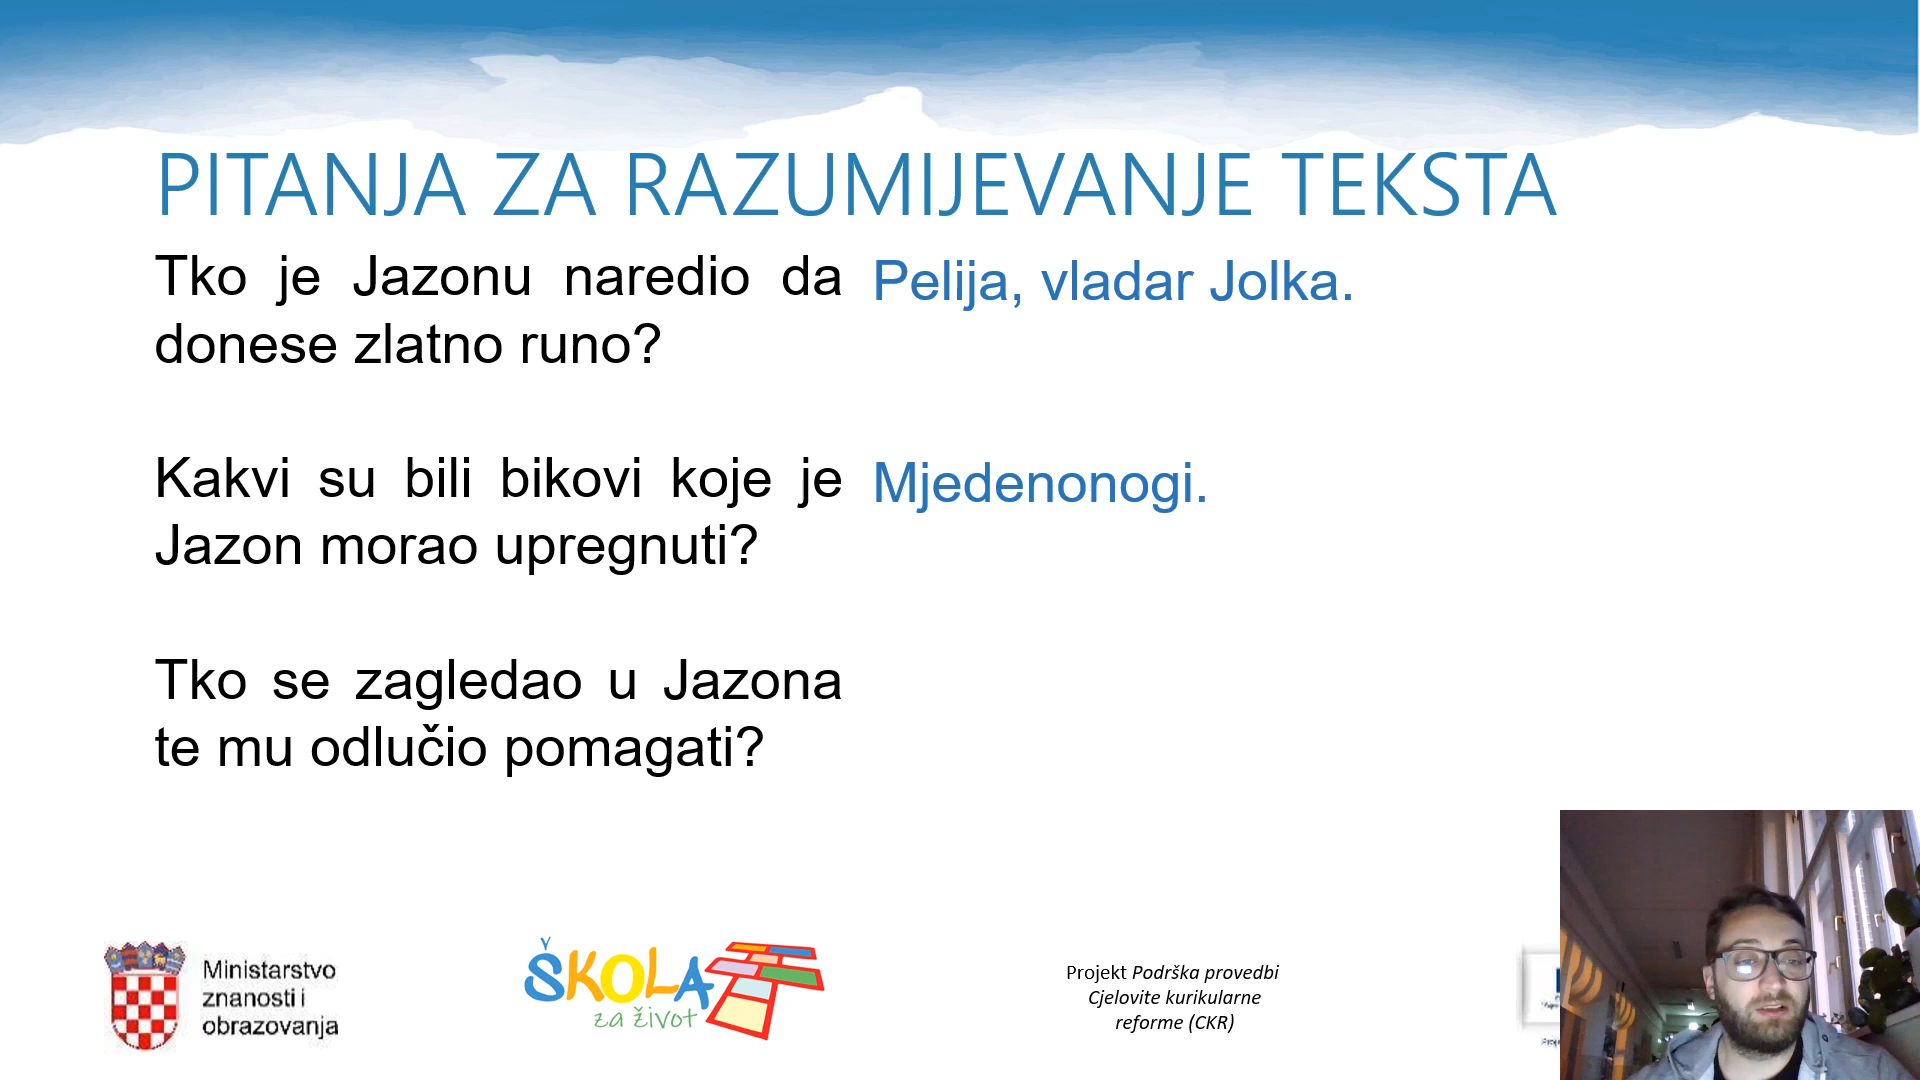 PITANJA ZA RAZUMIJEVANJE TEKSTA
Tko je Jazonu naredio da
donese zlatno runo?
Pelija, vladar Jolka.
Kakvi su bili bikovi koje je
Jazon morao upregnuti?
Mjedenonogi.
Tko se zagledao u Jazona
te mu odlučio pomagati?
Ministarstvo
znanosti i
obrazovanja
ŠKOLA
za život
Projekt Podrška provedbi
Cjelovite kurikularne
reforme (CKR)